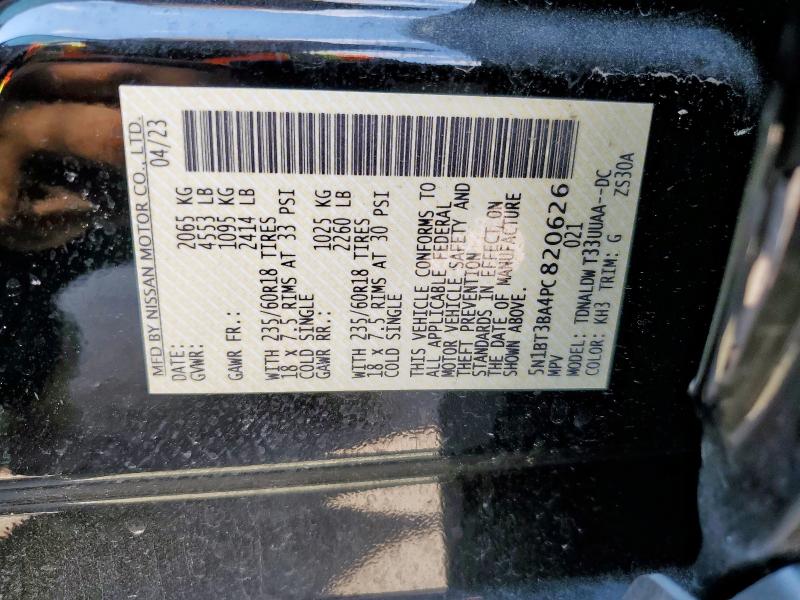 MFD BY NISSAN MOTOR CO., LTD.
DATE: 04/23
GVWR: 2065 KG
4553 LB
GAWR FR.: 1095 KG
2414 LB
WITH 235/60R18 TIRES
18 x 7.5 RIMS AT 33 PSI
COLD SINGLE
GAWR RR.: 1025 KG
2260 LB
WITH 235/60R18 TIRES
18 x 7.5 RIMS AT 30 PSI
COLD SINGLE
THIS VEHICLE CONFORMS TO
ALL APPLICABLE FEDERAL
MOTOR VEHICLE SAFETY AND
THEFT PREVENTION
STANDARDS IN EFFECT ON
THE DATE OF MANUFACTURE
SHOWN ABOVE.
5N1BT3BA4PC820626
MPV 021
MODEL: TDNALDW T33UUAA--DC
COLOR: KH3 TRIM: G ZS30A